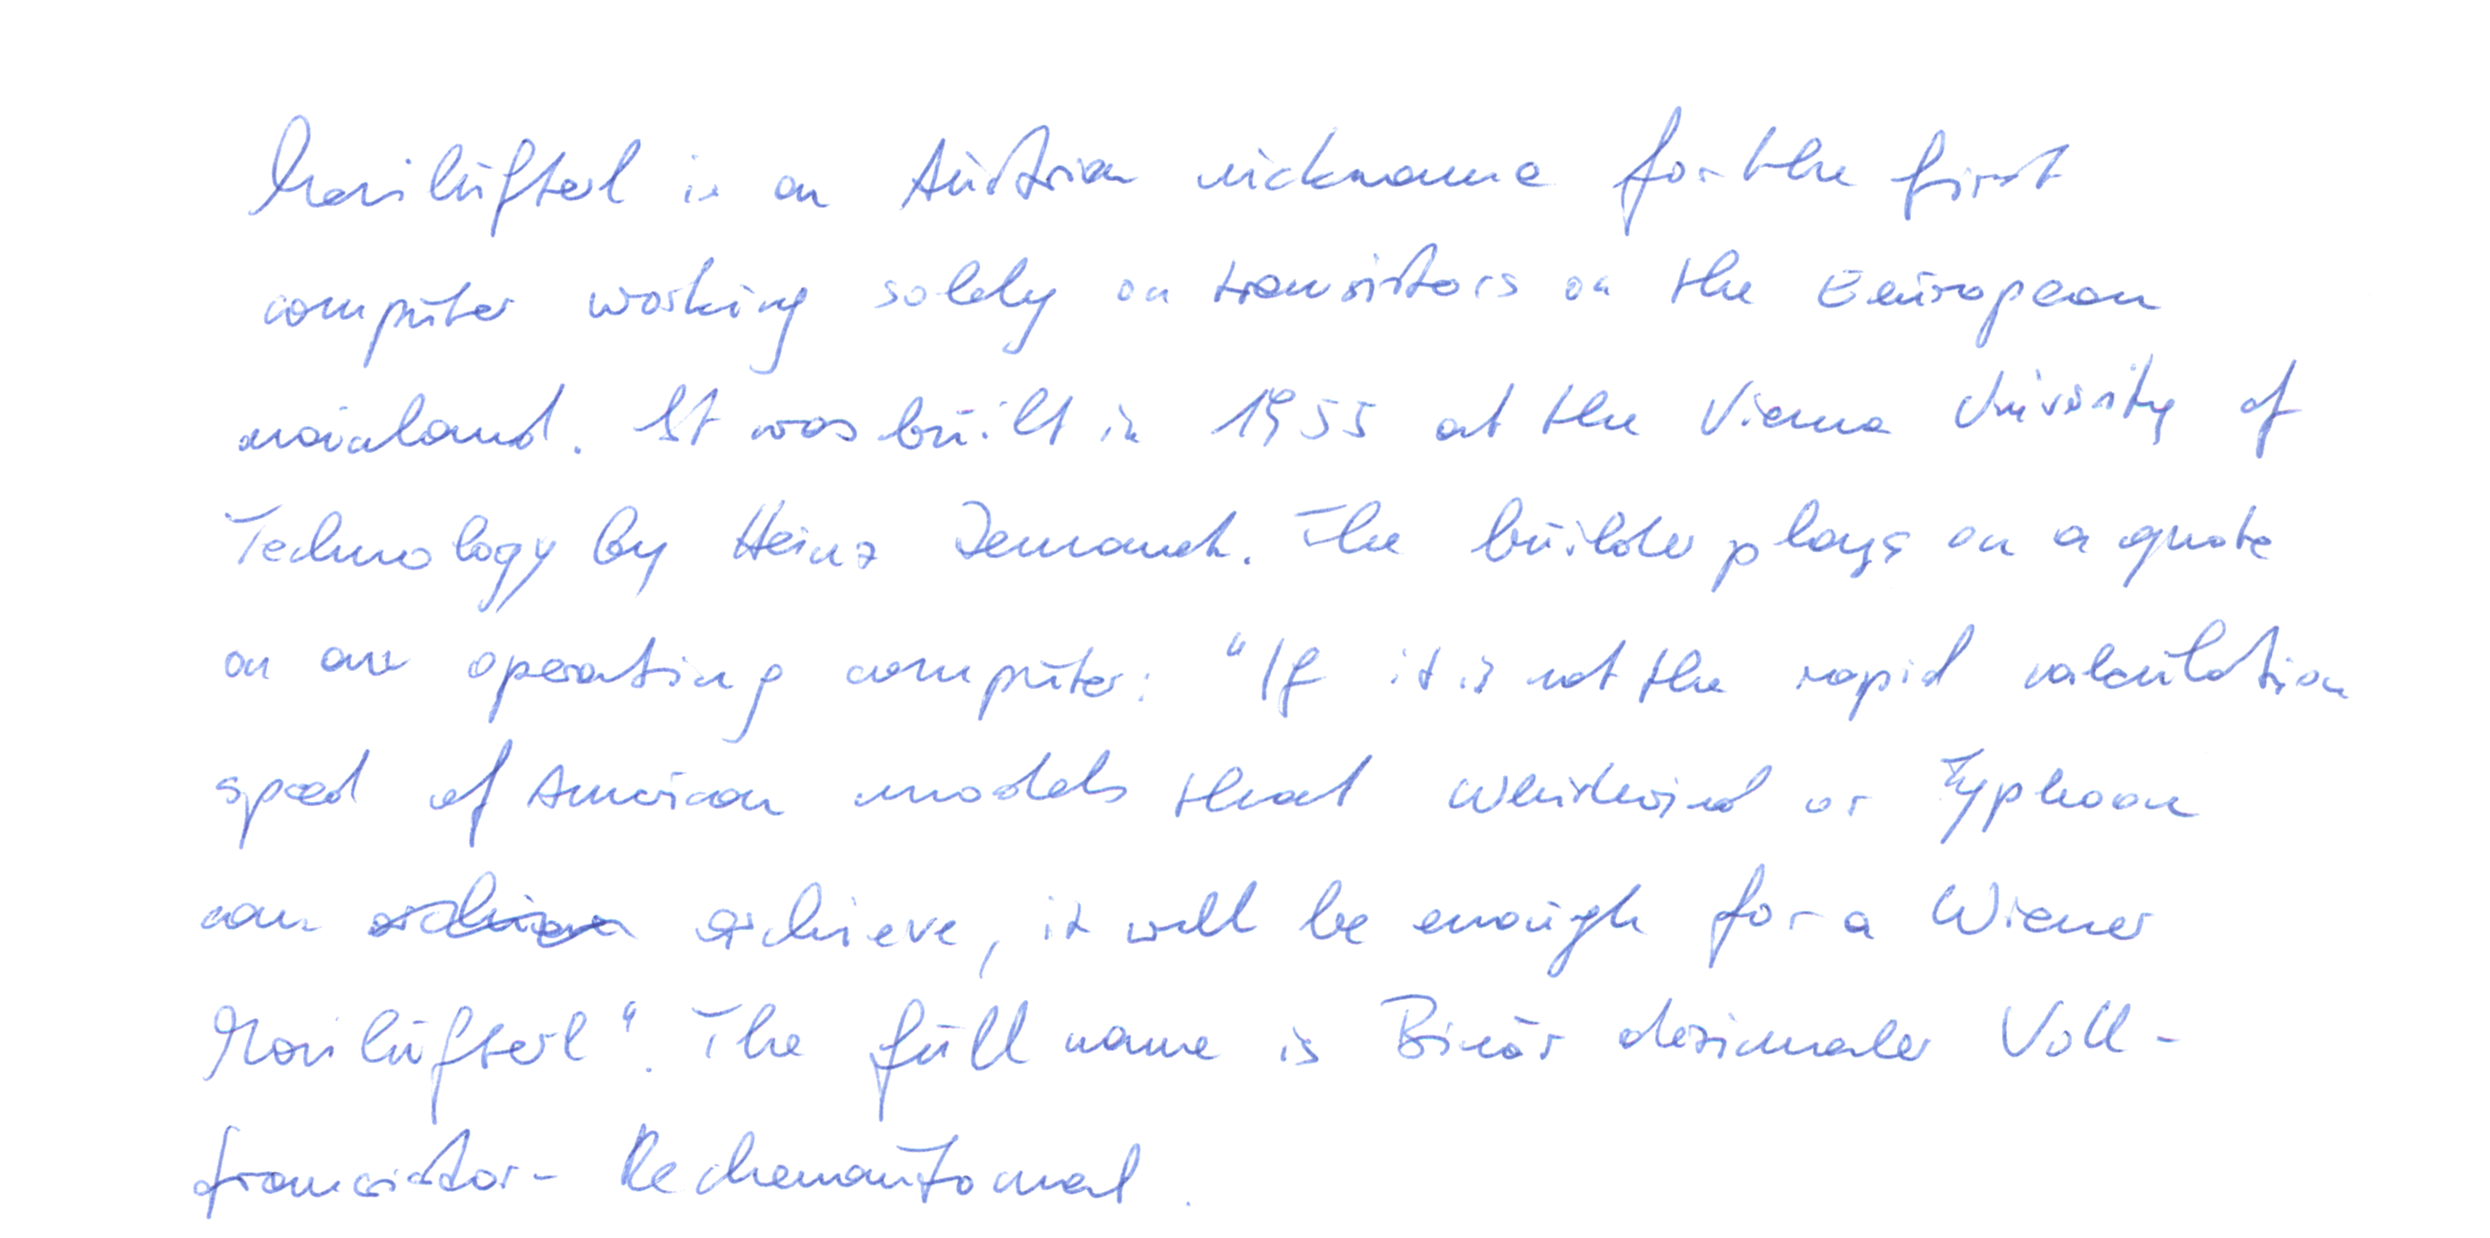 Mailüfterl is an Austrian nickname for the first
computer working solely on transistors on the European
mainland. It was built in 1955 at the Vienna University of
Technology by Heinz Zemanek. The builder plays on a quote
on an operating computer: "If it is not the rapid calculation
speed of American models that Whirlwind or Typhoon
can achieve, it will be enough for a Wiener
Mailüfterl". The full name is Binär dezimaler Voll-
transistor-Rechenautomat.